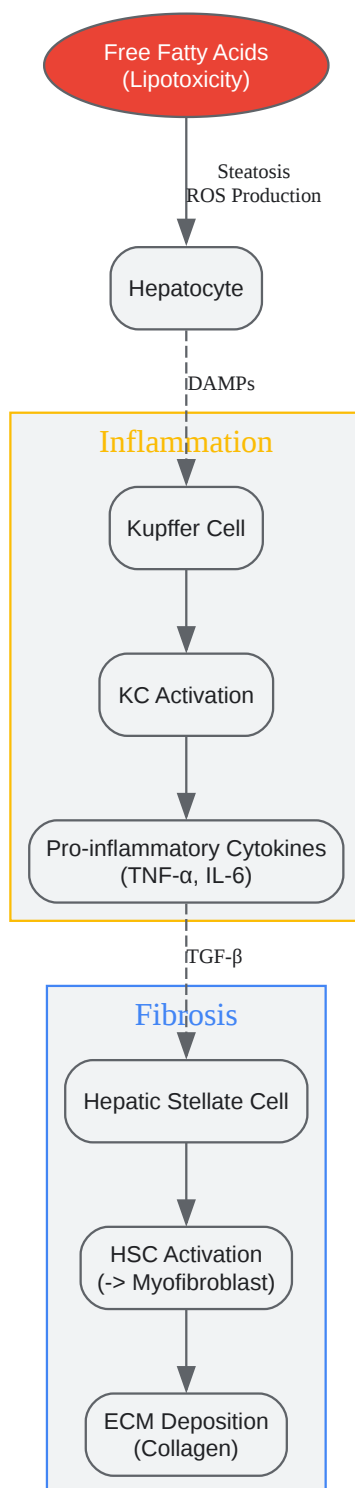 Free Fatty Acids
(Lipotoxicity)
Steatosis
ROS Production
Hepatocyte
DAMPs
Inflammation
Kupffer Cell
KC Activation
Pro-inflammatory Cytokines
(TNF-α, IL-6)
TGF-β
Fibrosis
Hepatic Stellate Cell
HSC Activation
(-> Myofibroblast)
ECM Deposition
(Collagen)